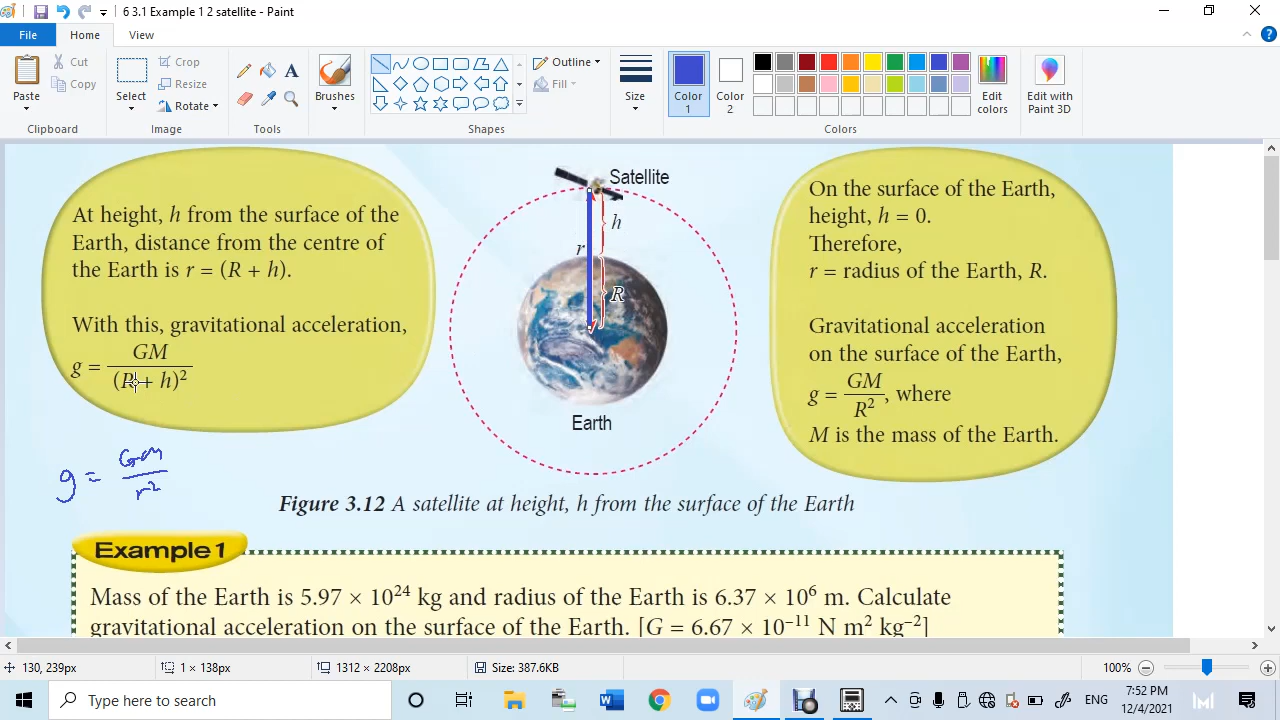 6 3.1 Example 1 2 satellite - Paint
File
Home
View
Paste
Cut
Copy
Clipboard
Select
Crop
Resize
Rotate
Image
Tools
Brushes
Shapes
Outline
Fill
Size
Color 1
Color 2
Edit colors
Colors
Edit with Paint 3D
At height, h from the surface of the
Earth, distance from the centre of
the Earth is r = (R + h).
With this, gravitational acceleration,
g = GM / (R + h)²
g = GM / r²
Satellite
h
r
R
Earth
On the surface of the Earth,
height, h = 0.
Therefore,
r = radius of the Earth, R.
Gravitational acceleration
on the surface of the Earth,
g = GM / R², where
M is the mass of the Earth.
Figure 3.12 A satellite at height, h from the surface of the Earth
Example 1
Mass of the Earth is 5.97 × 10²⁴ kg and radius of the Earth is 6.37 × 10⁶ m. Calculate
gravitational acceleration on the surface of the Earth. [G = 6.67 × 10⁻¹¹ N m² kg⁻²]
130, 239px
1 × 138px
1312 × 2208px
Size: 387.6KB
100%
Type here to search
ENG
7:52 PM
12/4/2021